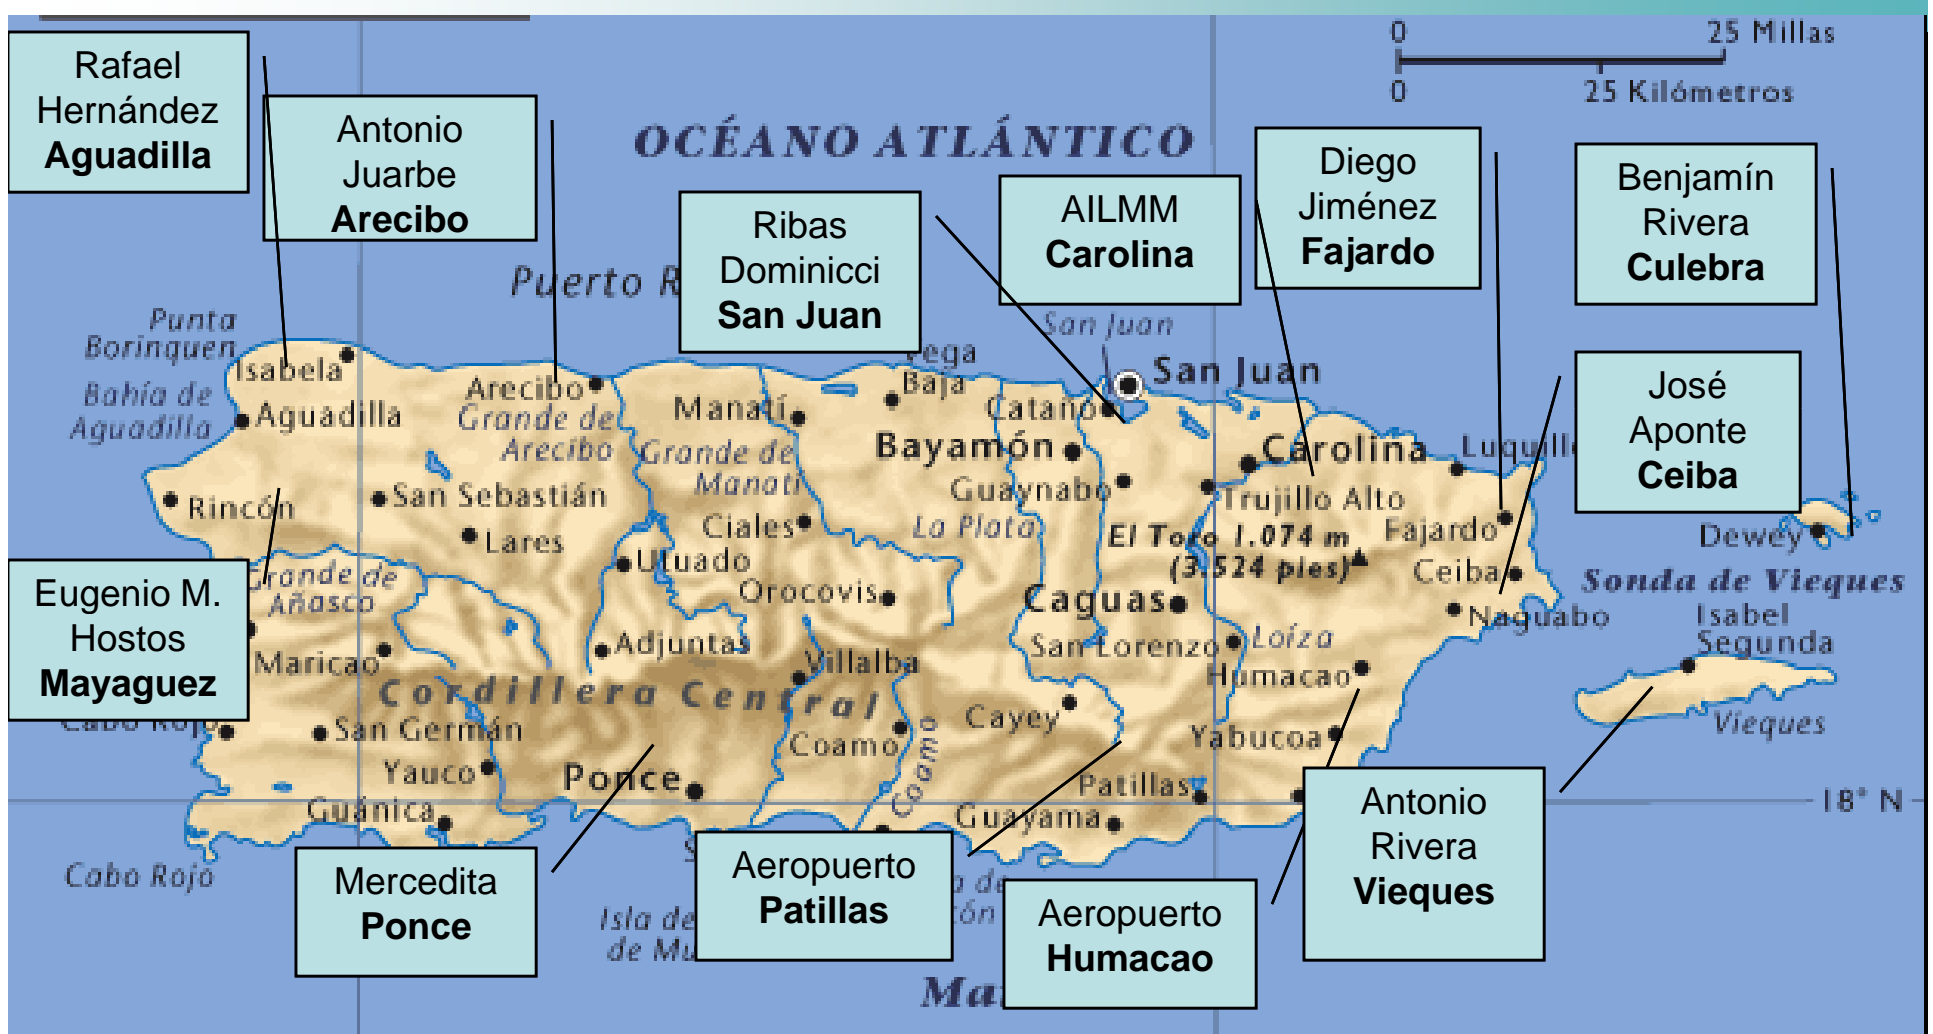 0 25 Millas
0 25 Kilómetros
Rafael
Hernández
Aguadilla
Antonio
Juarbe
Arecibo
OCÉANO ATLÁNTICO
Ribas
Dominicci
San Juan
AILMM
Carolina
Diego
Jiménez
Fajardo
Benjamín
Rivera
Culebra
José
Aponte
Ceiba
Puerto R
Punta
Borinquen
Bahía de
Aguadilla
Isabela
Aguadilla
Arecibo
Grande de
Arecibo
Manatí
Grande de
Manatí
Vega
Baja
San Juan
San Juan
Cataño
Bayamón
Carolina
Luquill
Guaynabo
Trujillo Alto
Rincón
San Sebastián
Lares
Ciales
La Plata
El Toro 1.074 m
(3.524 pies)
Fajardo
Dewey
Ceiba
Sonda de Vieques
Utuado
Orocovis
Caguas
Naguabo
Isabel
Segunda
Grande de
Añasco
Eugenio M.
Hostos
Mayaguez
Maricao
Adjuntas
Villalba
San Lorenzo
Loíza
Humacao
Cordillera Central
Cabo Rojo
San Germán
Coamo
Coamo
Cayey
Yabucoa
Vieques
Yauco
Ponce
Patillas
Guánica
Guayama
18° N
Cabo Rojo
Mercedita
Ponce
Aeropuerto
Patillas
Aeropuerto
Humacao
Antonio
Rivera
Vieques
S
a de
Isla de
ón
de Mu
Ma